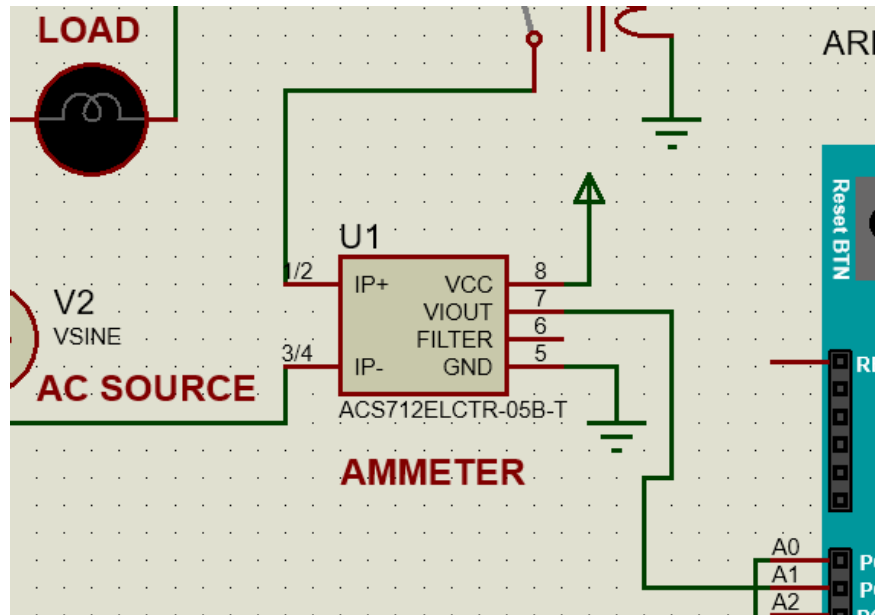 LOAD
Reset BTN
U1
1/2
IP+
VCC
8
VIOUT
7
FILTER
6
3/4
IP-
GND
5
ACS712ELCTR-05B-T
V2
VSINE
AC SOURCE
AMMETER
A0
A1
A2